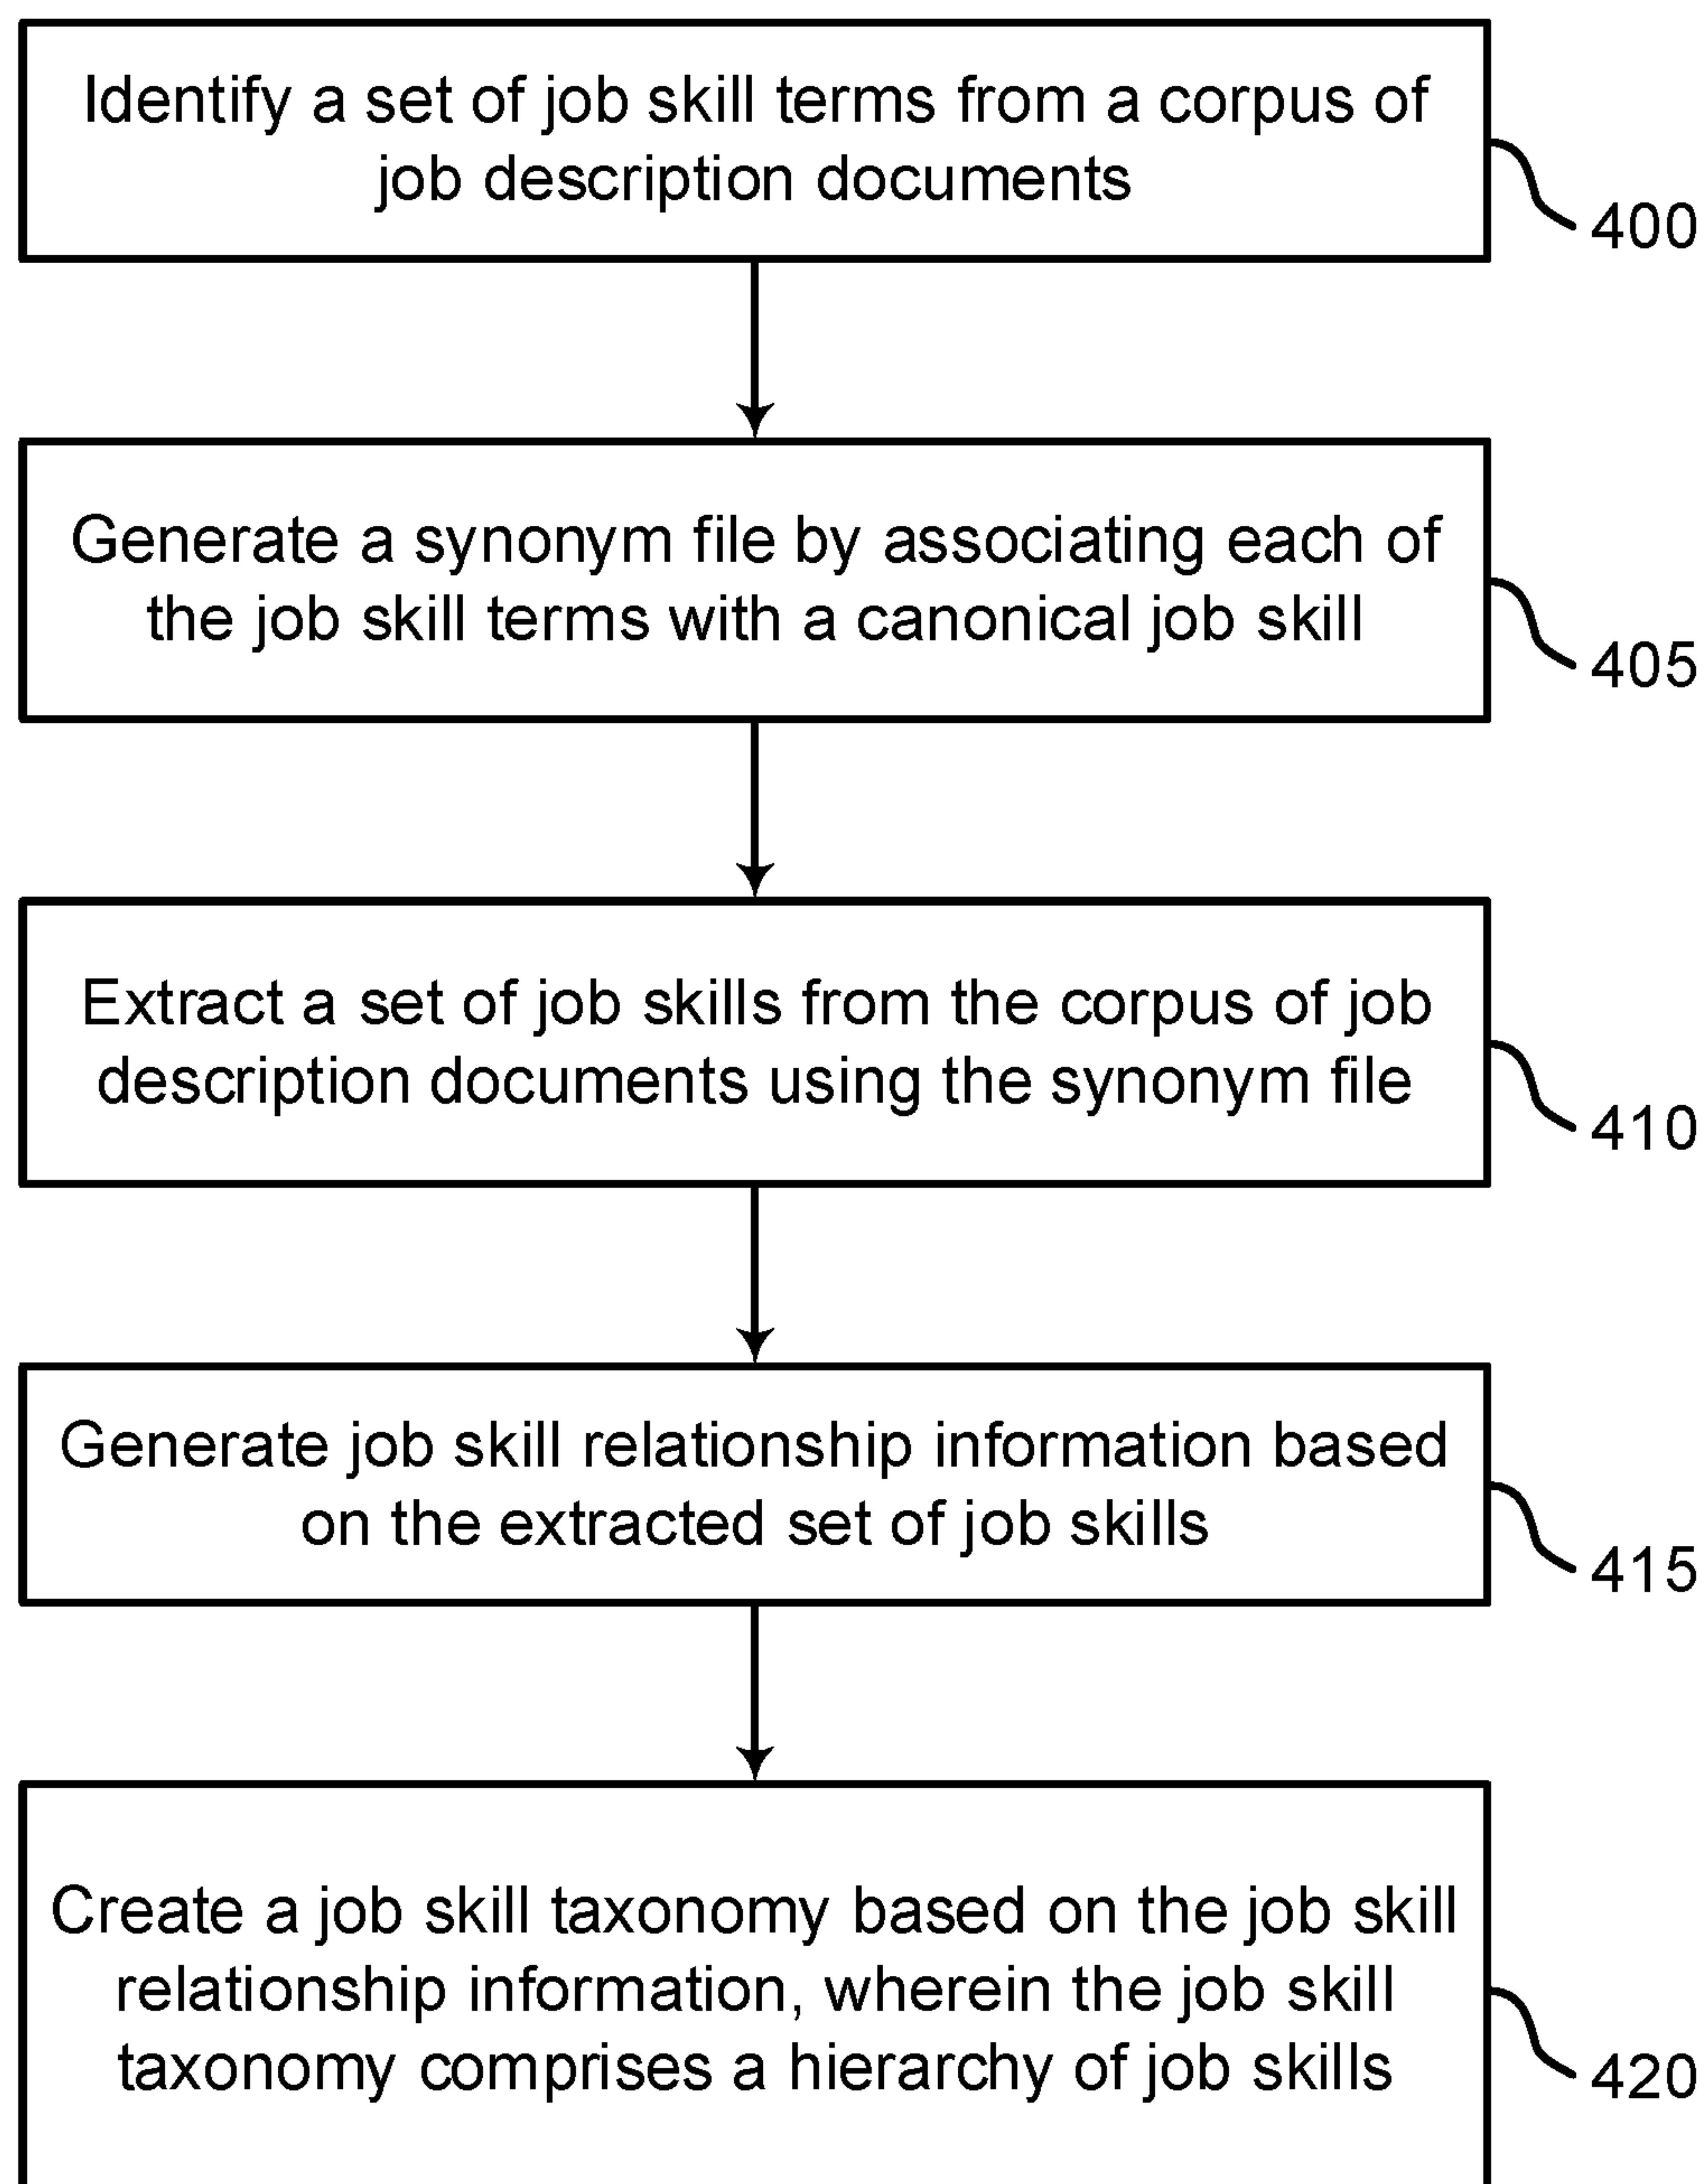 Identify a set of job skill terms from a corpus of
job description documents
400
Generate a synonym file by associating each of
the job skill terms with a canonical job skill
405
Extract a set of job skills from the corpus of job
description documents using the synonym file
410
Generate job skill relationship information based
on the extracted set of job skills
415
Create a job skill taxonomy based on the job skill
relationship information, wherein the job skill
taxonomy comprises a hierarchy of job skills
420